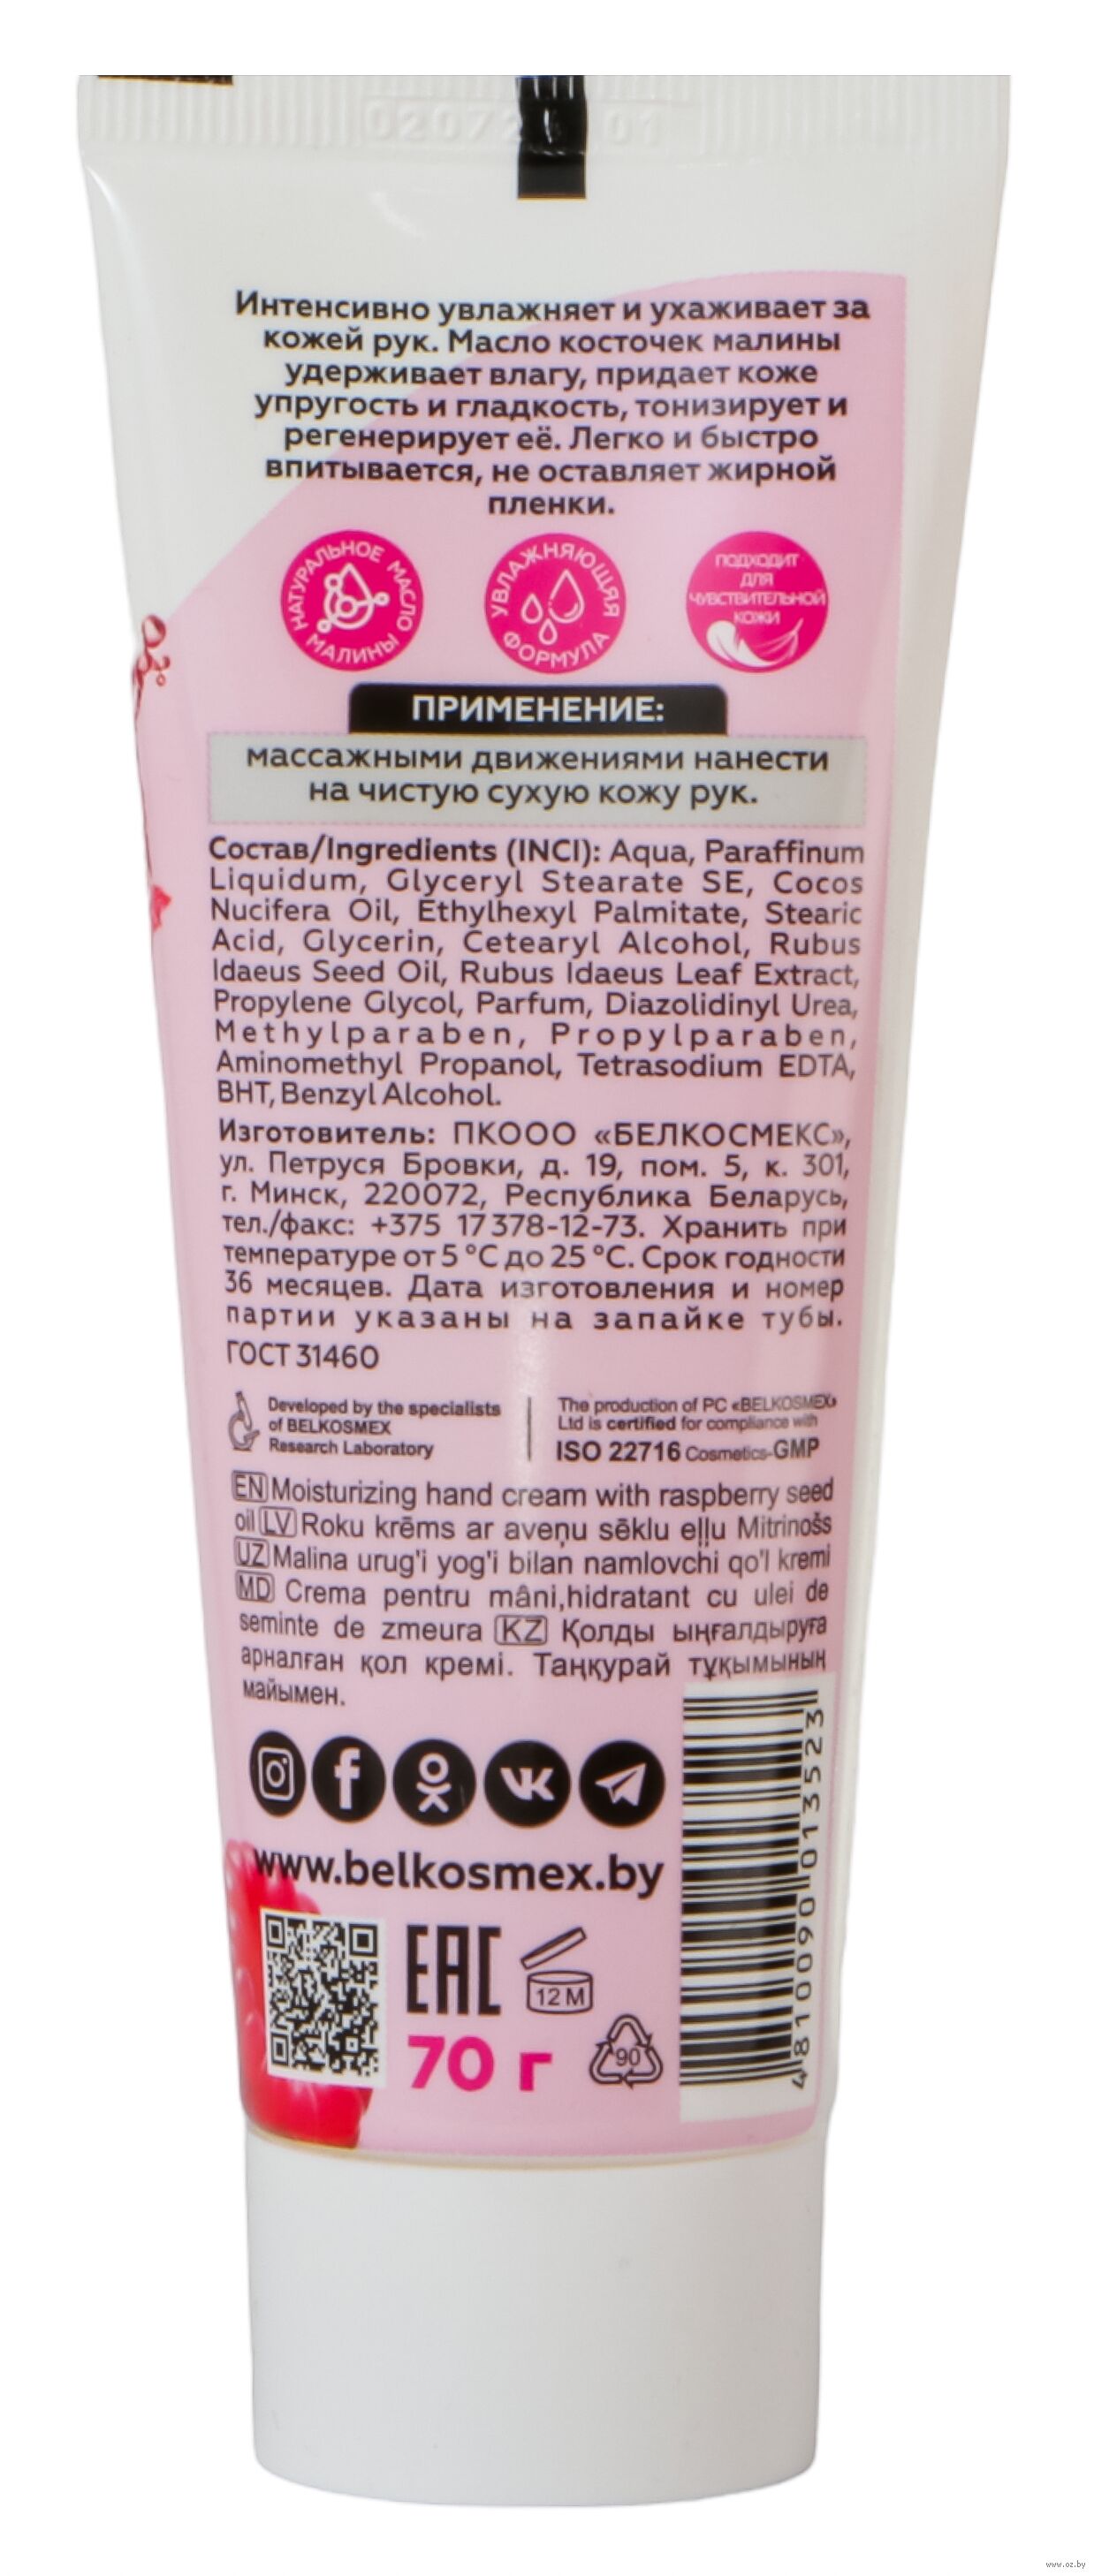 Интенсивно увлажняет и ухаживает за
кожей рук. Масло косточек малины
удерживает влагу, придает коже
упругость и гладкость, тонизирует и
регенерирует её. Легко и быстро
впитывается, не оставляет жирной
пленки.
НАТУРАЛЬНОЕ МАСЛО МАЛИНЫ
УВЛАЖНЯЮЩАЯ ФОРМУЛА
ПОДХОДИТ
ДЛЯ
ЧУВСТВИТЕЛЬНОЙ
КОЖИ
ПРИМЕНЕНИЕ:
массажными движениями нанести
на чистую сухую кожу рук.
Состав/Ingredients (INCI): Aqua, Paraffinum
Liquidum, Glyceryl Stearate SE, Cocos
Nucifera Oil, Ethylhexyl Palmitate, Stearic
Acid, Glycerin, Cetearyl Alcohol, Rubus
Idaeus Seed Oil, Rubus Idaeus Leaf Extract,
Propylene Glycol, Parfum, Diazolidinyl Urea,
Methylparaben, Propylparaben,
Aminomethyl Propanol, Tetrasodium EDTA,
BHT, Benzyl Alcohol.
Изготовитель: ПКООО «БЕЛКОСМЕКС»,
ул. Петруся Бровки, д. 19, пом. 5, к. 301,
г. Минск, 220072, Республика Беларусь,
тел./факс: +375 17 378-12-73. Хранить при
температуре от 5 °С до 25 °С. Срок годности
36 месяцев. Дата изготовления и номер
партии указаны на запайке тубы.
ГОСТ 31460
Developed by the specialists
of BELKOSMEX
Research Laboratory
The production of PC «BELKOSMEX»
Ltd is certified for compliance with
ISO 22716 Cosmetics-GMP
EN Moisturizing hand cream with raspberry seed
oil LV Roku krēms ar aveņu sēklu eļļu Mitrinošs
UZ Malina urug'i yog'i bilan namlovchi qo'l kremi
MD Crema pentru mâni,hidratant cu ulei de
seminte de zmeura KZ Қолды ыңғалдыруға
арналған қол кремі. Таңқурай тұқымының
майымен.
www.belkosmex.by
EAC
12 M
70 г
90
4810090013523
www.oz.by